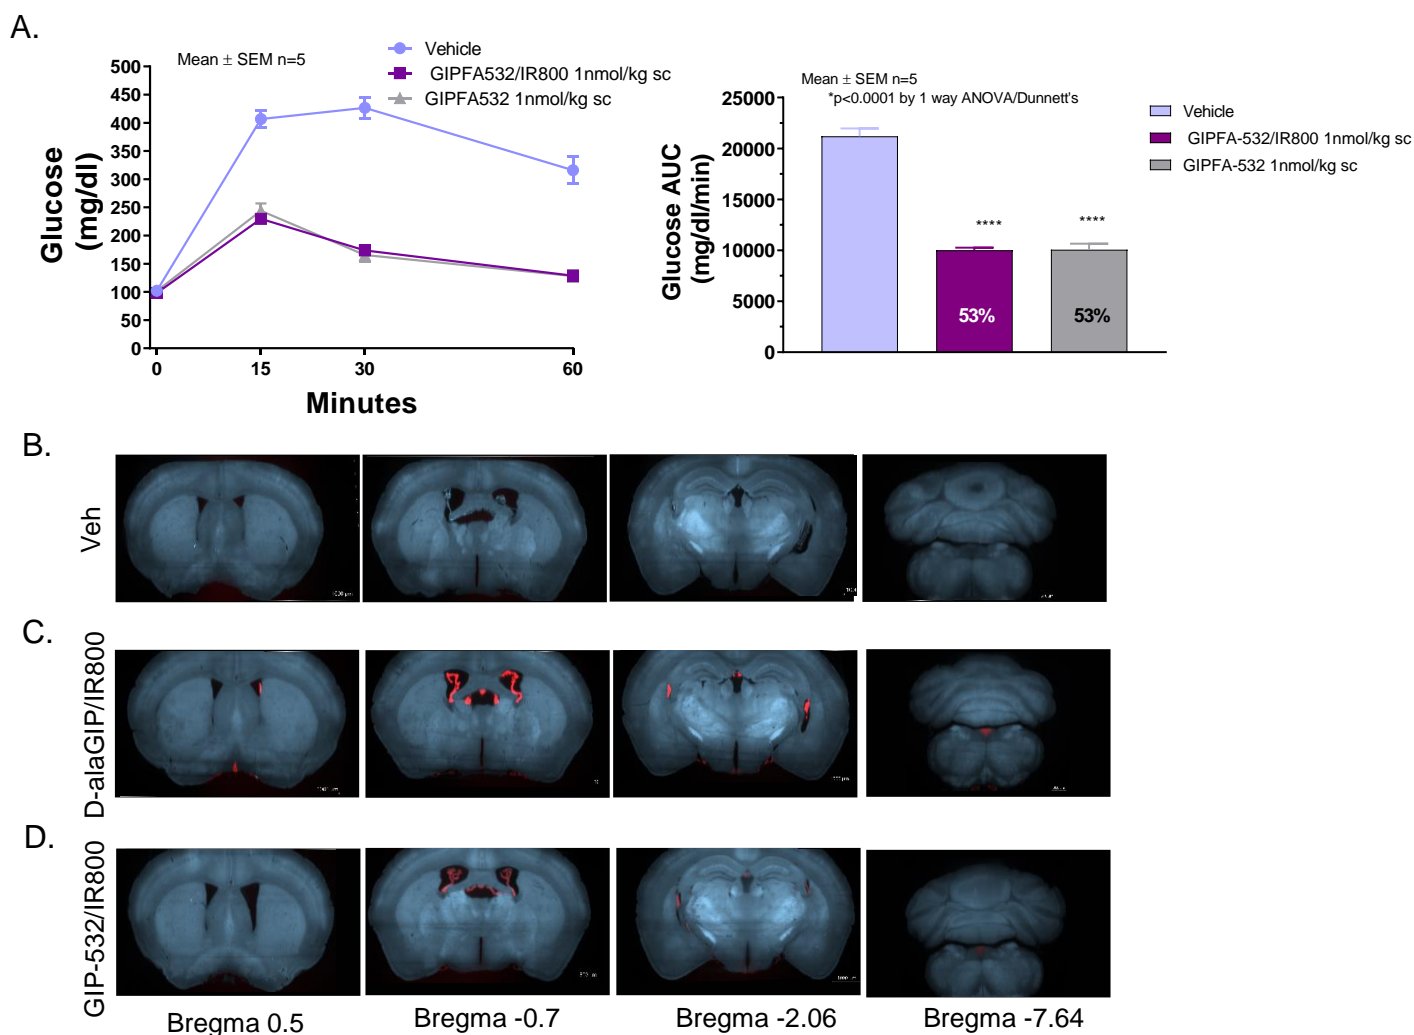 A.
Mean ± SEM n=5
Vehicle
GIPFA532/IR800 1nmol/kg sc
GIPFA532 1nmol/kg sc
Glucose
(mg/dl)
500
450
400
350
300
250
200
150
100
50
0
0 15 30 60
Minutes
Mean ± SEM n=5
*p<0.0001 by 1 way ANOVA/Dunnett's
Vehicle
GIPFA-532/IR800 1nmol/kg sc
GIPFA-532 1nmol/kg sc
Glucose AUC
(mg/dl/min)
25000
20000
15000
10000
5000
0
**** ****
53% 53%
B.
Veh
C.
D-alaGIP/IR800
D.
GIP-532/IR800
Bregma 0.5 Bregma -0.7 Bregma -2.06 Bregma -7.64